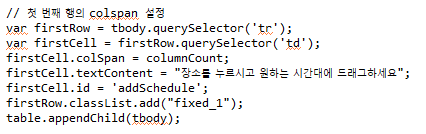 // 첫 번째 행의 colspan 설정
var firstRow = tbody.querySelector('tr');
var firstCell = firstRow.querySelector('td');
firstCell.colSpan = columnCount;
firstCell.textContent = "장소를 누르시고 원하는 시간대에 드래그하세요";
firstCell.id = 'addSchedule';
firstRow.classList.add("fixed_1");
table.appendChild(tbody);